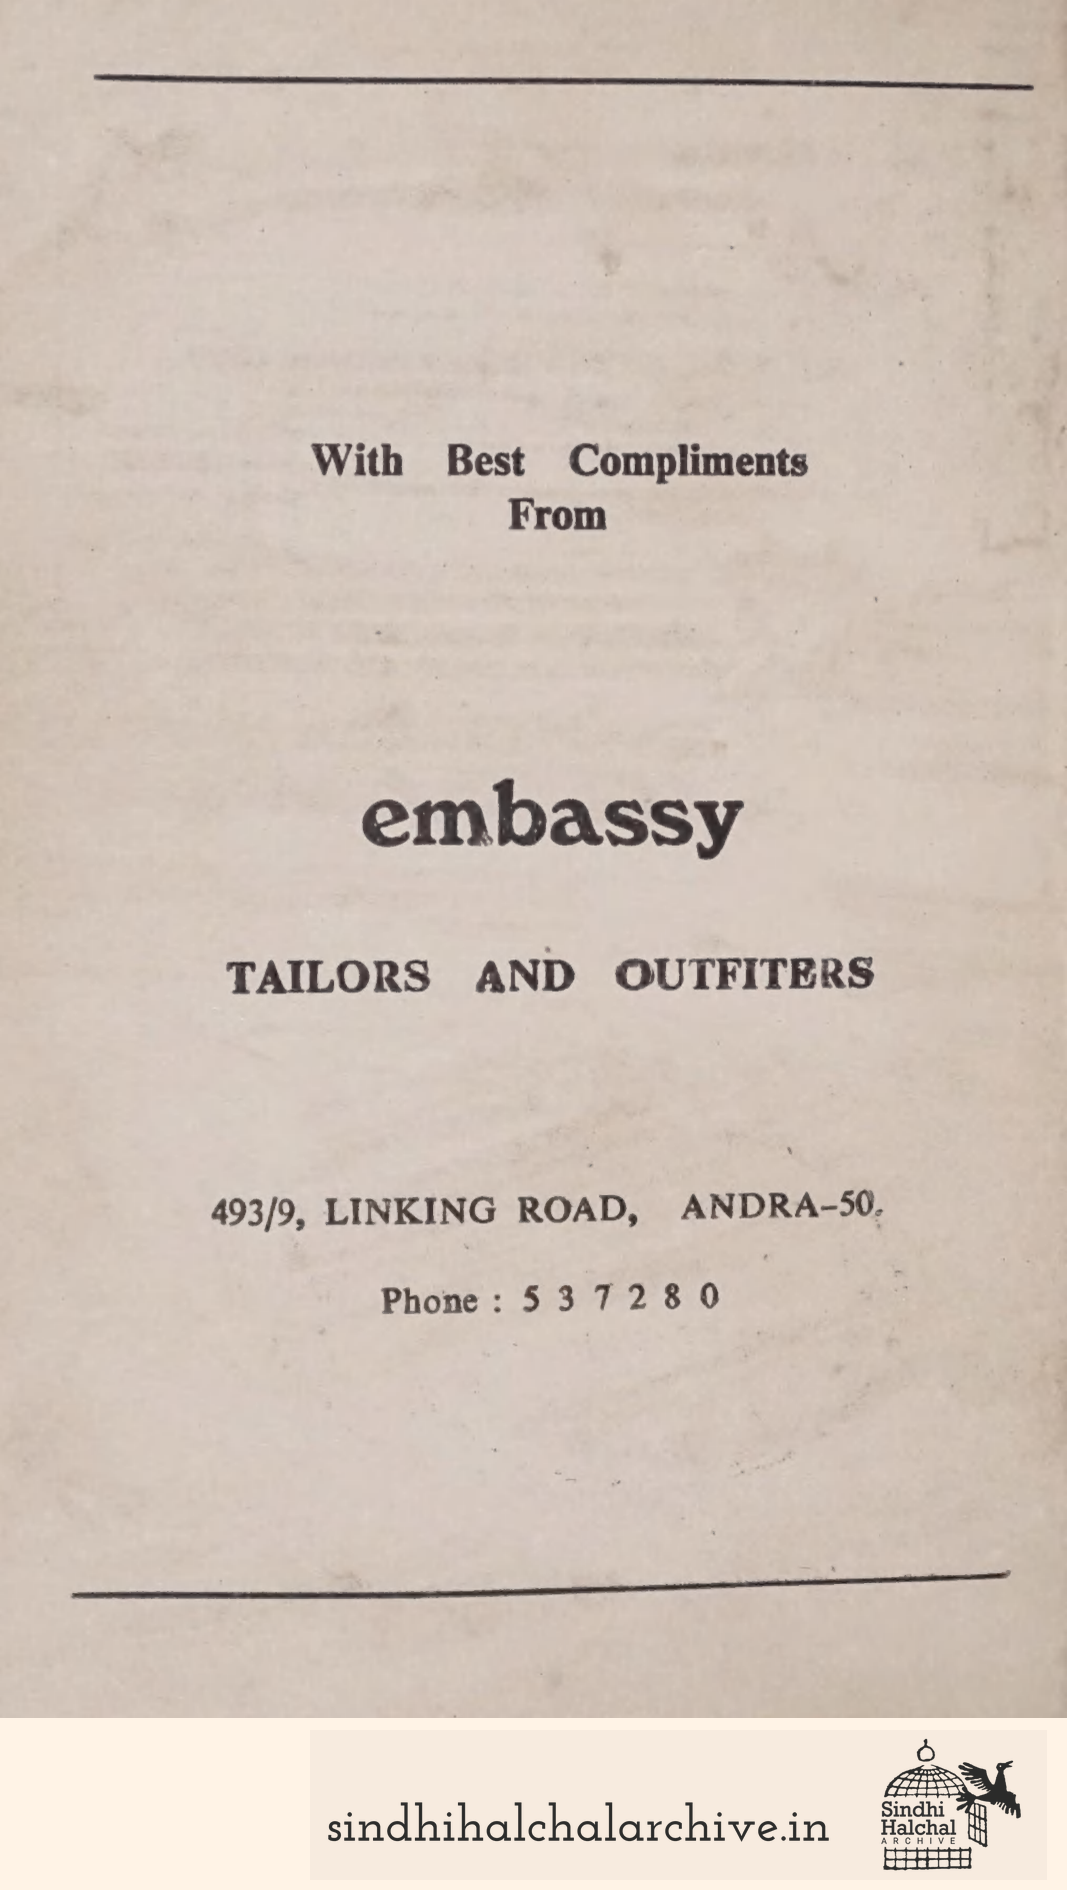 With Best Compliments
From
embassy
TAILORS AND OUTFITERS
493/9, LINKING ROAD, ANDRA-50.
Phone : 5 3 7 2 8 0
sindhihalchalarchive.in
Sindhi
Halchal
ARCHIVE